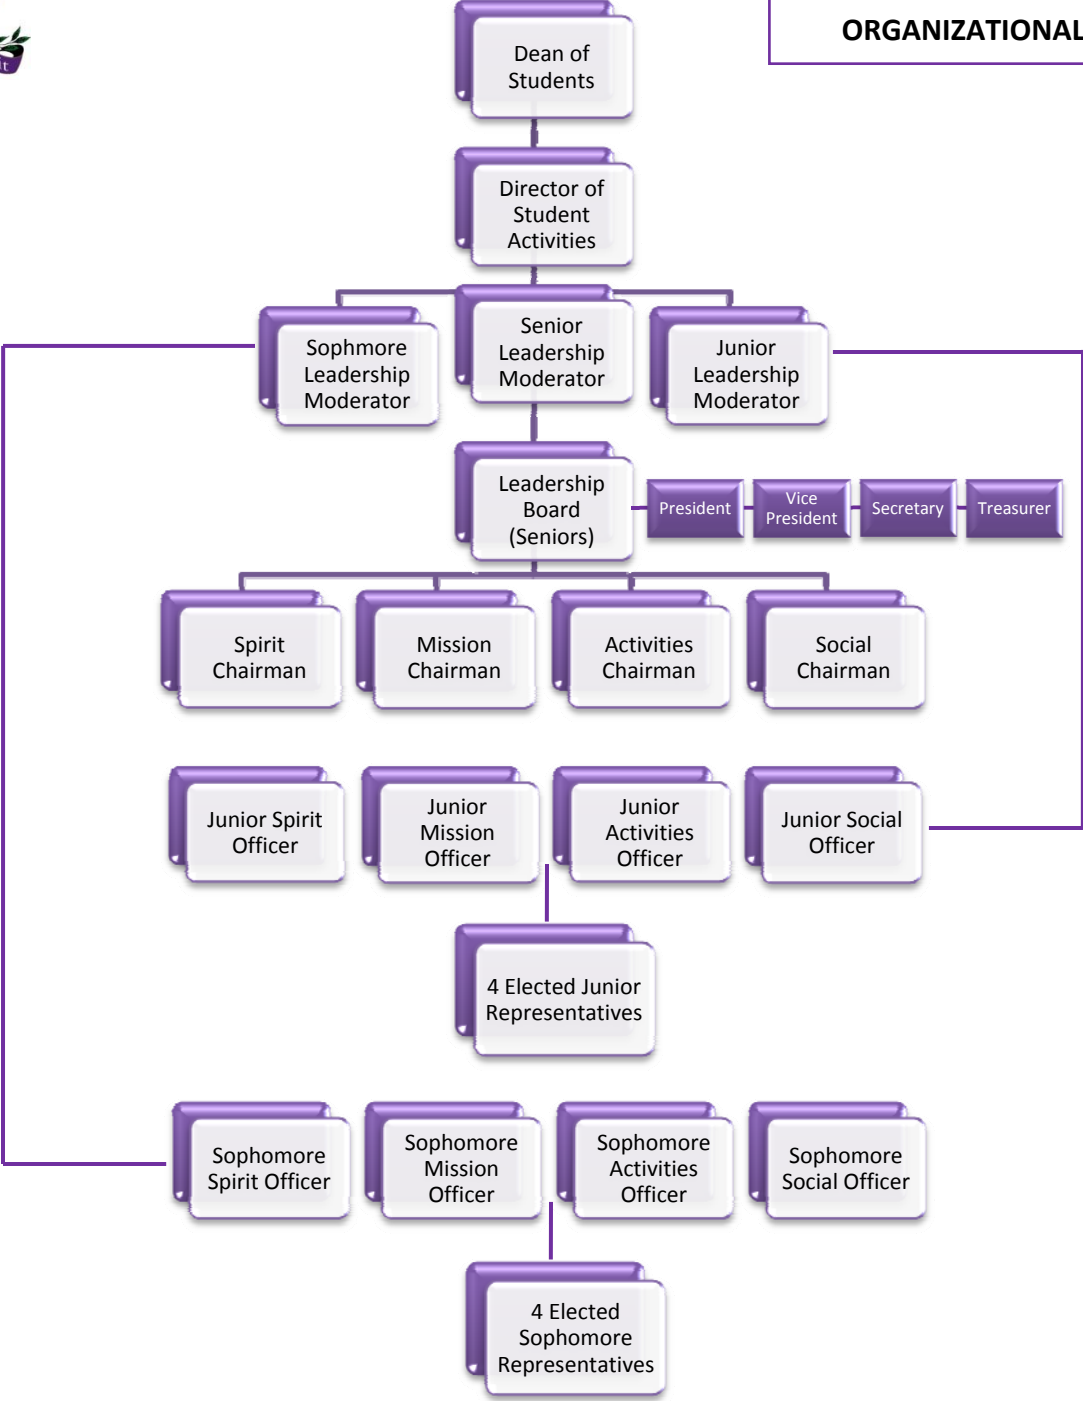 ORGANIZATIONAL
Dean of
Students
Director of
Student
Activities
Sophmore
Leadership
Moderator
Senior
Leadership
Moderator
Junior
Leadership
Moderator
Leadership
Board
(Seniors)
President
Vice
President
Secretary
Treasurer
Spirit
Chairman
Mission
Chairman
Activities
Chairman
Social
Chairman
Junior Spirit
Officer
Junior
Mission
Officer
Junior
Activities
Officer
Junior Social
Officer
4 Elected Junior
Representatives
Sophomore
Spirit Officer
Sophomore
Mission
Officer
Sophomore
Activities
Officer
Sophomore
Social Officer
4 Elected
Sophomore
Representatives